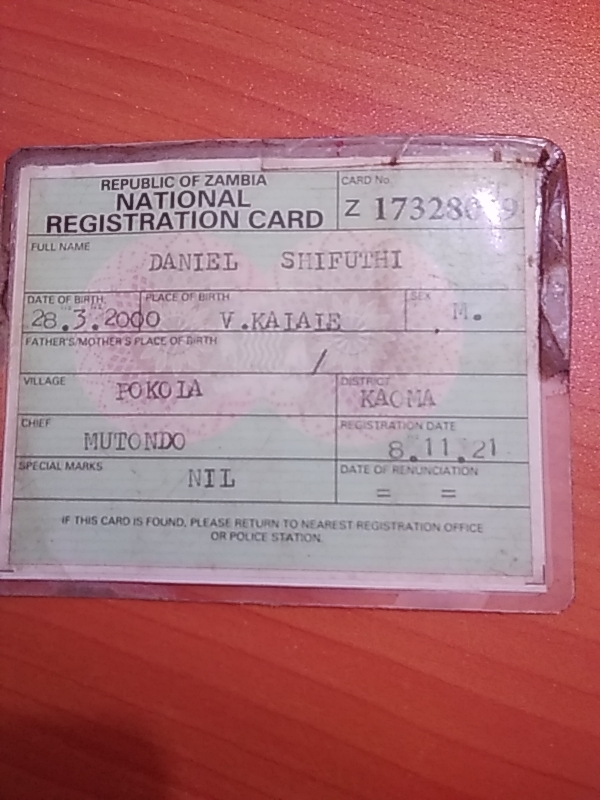 REPUBLIC OF ZAMBIA
NATIONAL
REGISTRATION CARD
CARD No.
Z
FULL NAME
DANIEL SHIFUTHI
DATE OF BIRTH
28.3.2000
PLACE OF BIRTH
V.KALALE
SEX
M.
FATHER'S/MOTHER'S PLACE OF BIRTH
/
VILLAGE
POKOLA
DISTRICT
KAOMA
CHIEF
MUTONDO
REGISTRATION DATE
8.11.21
SPECIAL MARKS
NIL
DATE OF RENUNCIATION
= =
IF THIS CARD IS FOUND, PLEASE RETURN TO NEAREST REGISTRATION OFFICE
OR POLICE STATION.